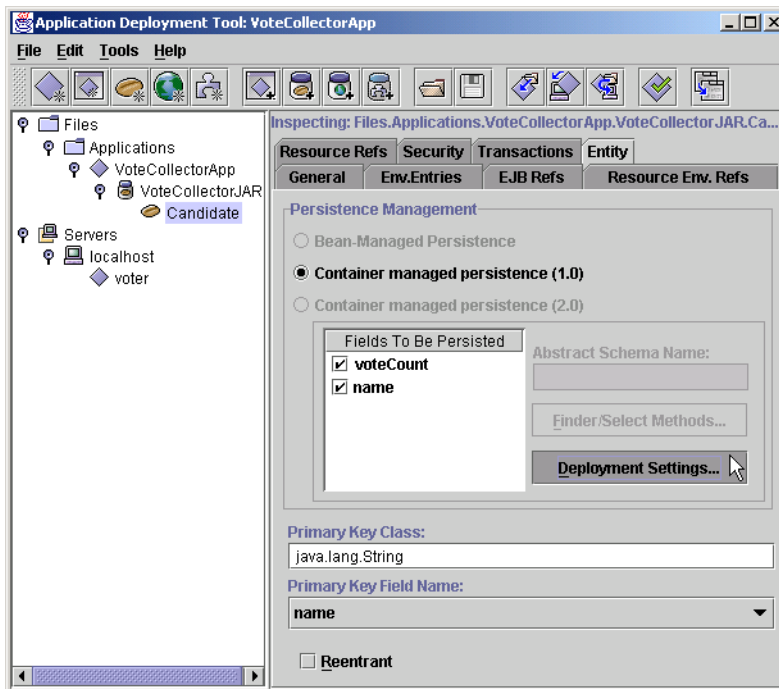 Application Deployment Tool: VoteCollectorApp
File Edit Tools Help
Files
Applications
VoteCollectorApp
VoteCollectorJAR
Candidate
Servers
localhost
voter
Inspecting: Files.Applications.VoteCollectorApp.VoteCollectorJAR.Ca...
Resource Refs Security Transactions Entity
General Env.Entries EJB Refs Resource Env. Refs
Persistence Management
Bean-Managed Persistence
Container managed persistence (1.0)
Container managed persistence (2.0)
Fields To Be Persisted
voteCount
name
Abstract Schema Name:
Finder/Select Methods...
Deployment Settings...
Primary Key Class:
java.lang.String
Primary Key Field Name:
name
Reentrant